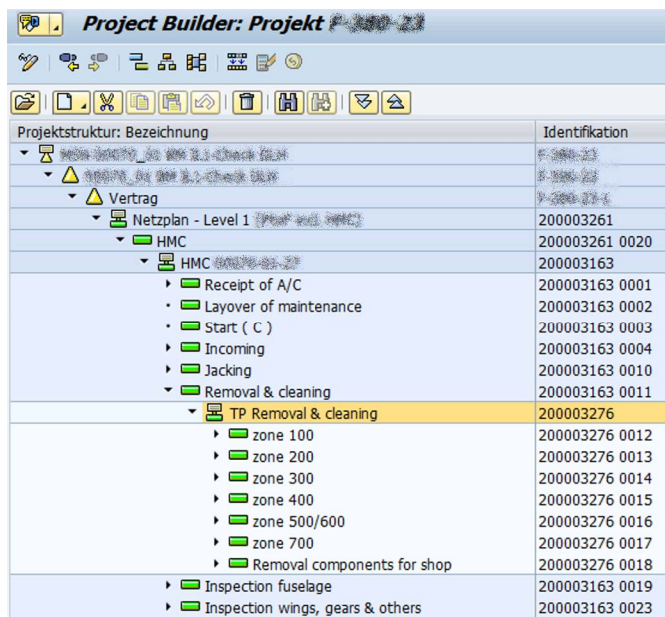 Project Builder: Projekt
Projektstruktur: Bezeichnung Identifikation
Vertrag
Netzplan - Level 1 200003261
HMC 200003261 0020
HMC 200003163
Receipt of A/C 200003163 0001
Layover of maintenance 200003163 0002
Start ( C ) 200003163 0003
Incoming 200003163 0004
Jacking 200003163 0010
Removal & cleaning 200003163 0011
TP Removal & cleaning 200003276
zone 100 200003276 0012
zone 200 200003276 0013
zone 300 200003276 0014
zone 400 200003276 0015
zone 500/600 200003276 0016
zone 700 200003276 0017
Removal components for shop 200003276 0018
Inspection fuselage 200003163 0019
Inspection wings, gears & others 200003163 0023